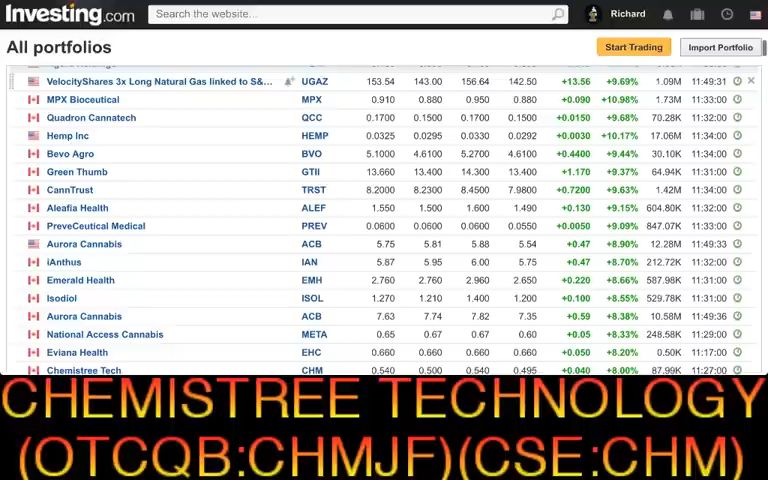 Investing.com Search the website... Richard
All portfolios Start Trading Import Portfolio
VelocityShares 3x Long Natural Gas linked to S&... UGAZ 153.54 143.00 156.64 142.50 +13.56 +9.69% 1.09M 11:49:31
MPX Bioceutical MPX 0.910 0.880 0.950 0.880 +0.090 +10.98% 1.73M 11:33:00
Quadron Cannatech QCC 0.1700 0.1500 0.1700 0.1500 +0.0150 +9.68% 70.28K 11:32:00
Hemp Inc HEMP 0.0325 0.0295 0.0330 0.0292 +0.0030 +10.17% 17.06M 11:34:00
Bevo Agro BVO 5.1000 4.6100 5.2700 4.6100 +0.4400 +9.44% 30.10K 11:34:00
Green Thumb GTII 13.660 13.400 14.300 13.400 +1.170 +9.37% 64.94K 11:31:00
CannTrust TRST 8.2000 8.2300 8.4500 7.9800 +0.7200 +9.63% 1.42M 11:34:00
Aleafia Health ALEF 1.550 1.500 1.600 1.490 +0.130 +9.15% 604.80K 11:32:00
PreveCeutical Medical PREV 0.0600 0.0600 0.0600 0.0550 +0.0050 +9.09% 847.07K 11:33:00
Aurora Cannabis ACB 5.75 5.81 5.88 5.54 +0.47 +8.90% 12.28M 11:49:33
iAnthus IAN 5.87 5.95 6.00 5.75 +0.47 +8.70% 212.72K 11:32:00
Emerald Health EMH 2.760 2.760 2.960 2.650 +0.220 +8.66% 587.98K 11:31:00
Isodiol ISOL 1.270 1.210 1.400 1.200 +0.100 +8.55% 529.78K 11:31:00
Aurora Cannabis ACB 7.63 7.74 7.82 7.35 +0.59 +8.38% 10.58M 11:49:36
National Access Cannabis META 0.65 0.67 0.67 0.60 +0.05 +8.33% 248.58K 11:29:00
Eviana Health EHC 0.660 0.660 0.660 0.660 +0.050 +8.20% 0.50K 11:17:00
Chemistree Tech CHM 0.540 0.500 0.540 0.495 +0.040 +8.00% 87.99K 11:27:00
CHEMISTREE TECHNOLOGY
(OTCQB:CHMJF)(CSE:CHM)